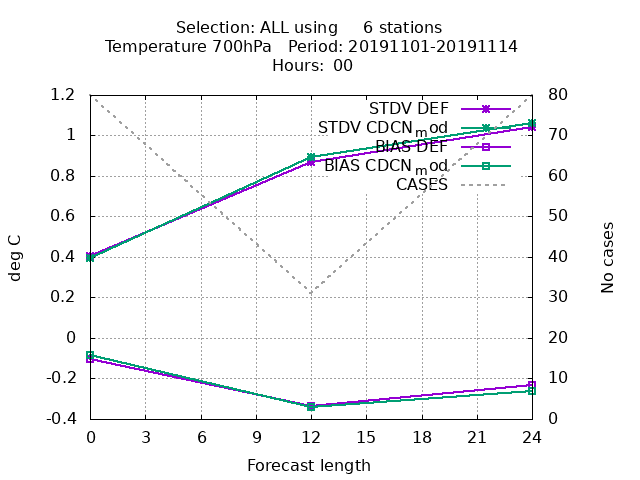 Selection: ALL using 6 stations
Temperature 700hPa Period: 20191101-20191114
Hours: 00
1.2
1
0.8
0.6
0.4
0.2
0
-0.2
-0.4
80
70
60
50
40
30
20
10
0
STDV DEF
STDV CDCN_mod
BIAS DEF
BIAS CDCN_mod
CASES
deg C
No cases
0 3 6 9 12 15 18 21 24
Forecast length